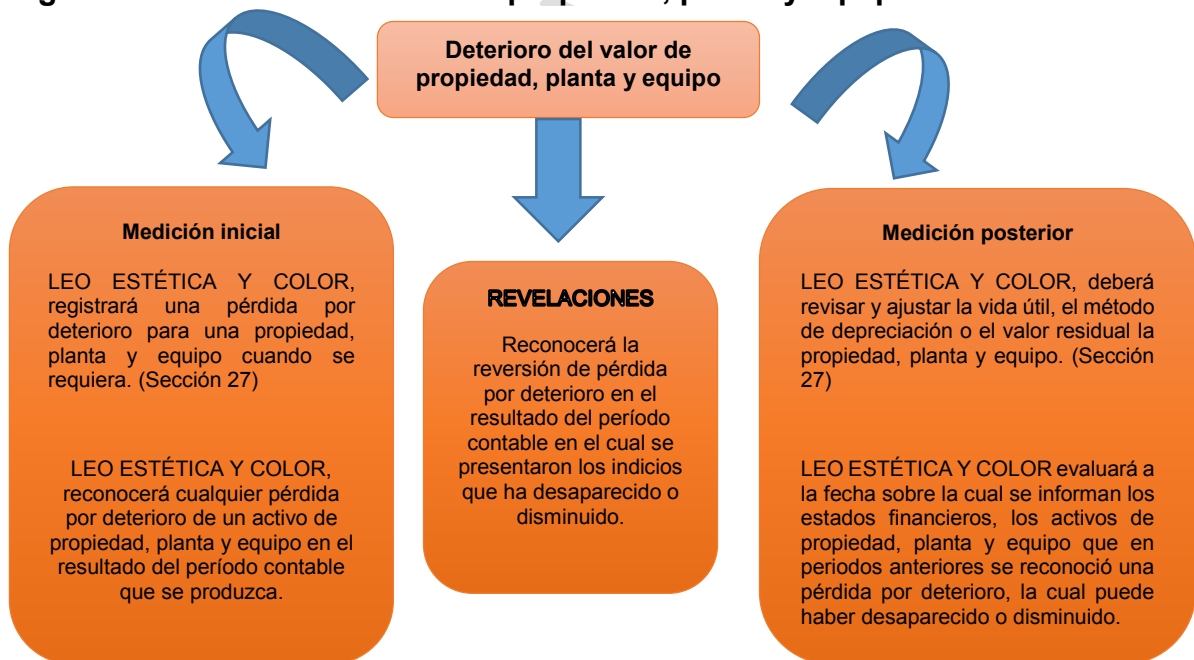 Deterioro del valor de
propiedad, planta y equipo
Medición inicial
LEO ESTÉTICA Y COLOR,
registrará una pérdida por
deterioro para una propiedad,
planta y equipo cuando se
requiera. (Sección 27)
LEO ESTÉTICA Y COLOR,
reconocerá cualquier pérdida
por deterioro de un activo de
propiedad, planta y equipo en el
resultado del período contable
que se produzca.
REVELACIONES
Reconocerá la
reversión de pérdida
por deterioro en el
resultado del período
contable en el cual se
presentaron los indicios
que ha desaparecido o
disminuido.
Medición posterior
LEO ESTÉTICA Y COLOR, deberá
revisar y ajustar la vida útil, el método
de depreciación o el valor residual la
propiedad, planta y equipo. (Sección
27)
LEO ESTÉTICA Y COLOR evaluará a
la fecha sobre la cual se informan los
estados financieros, los activos de
propiedad, planta y equipo que en
periodos anteriores se reconoció una
pérdida por deterioro, la cual puede
haber desaparecido o disminuido.